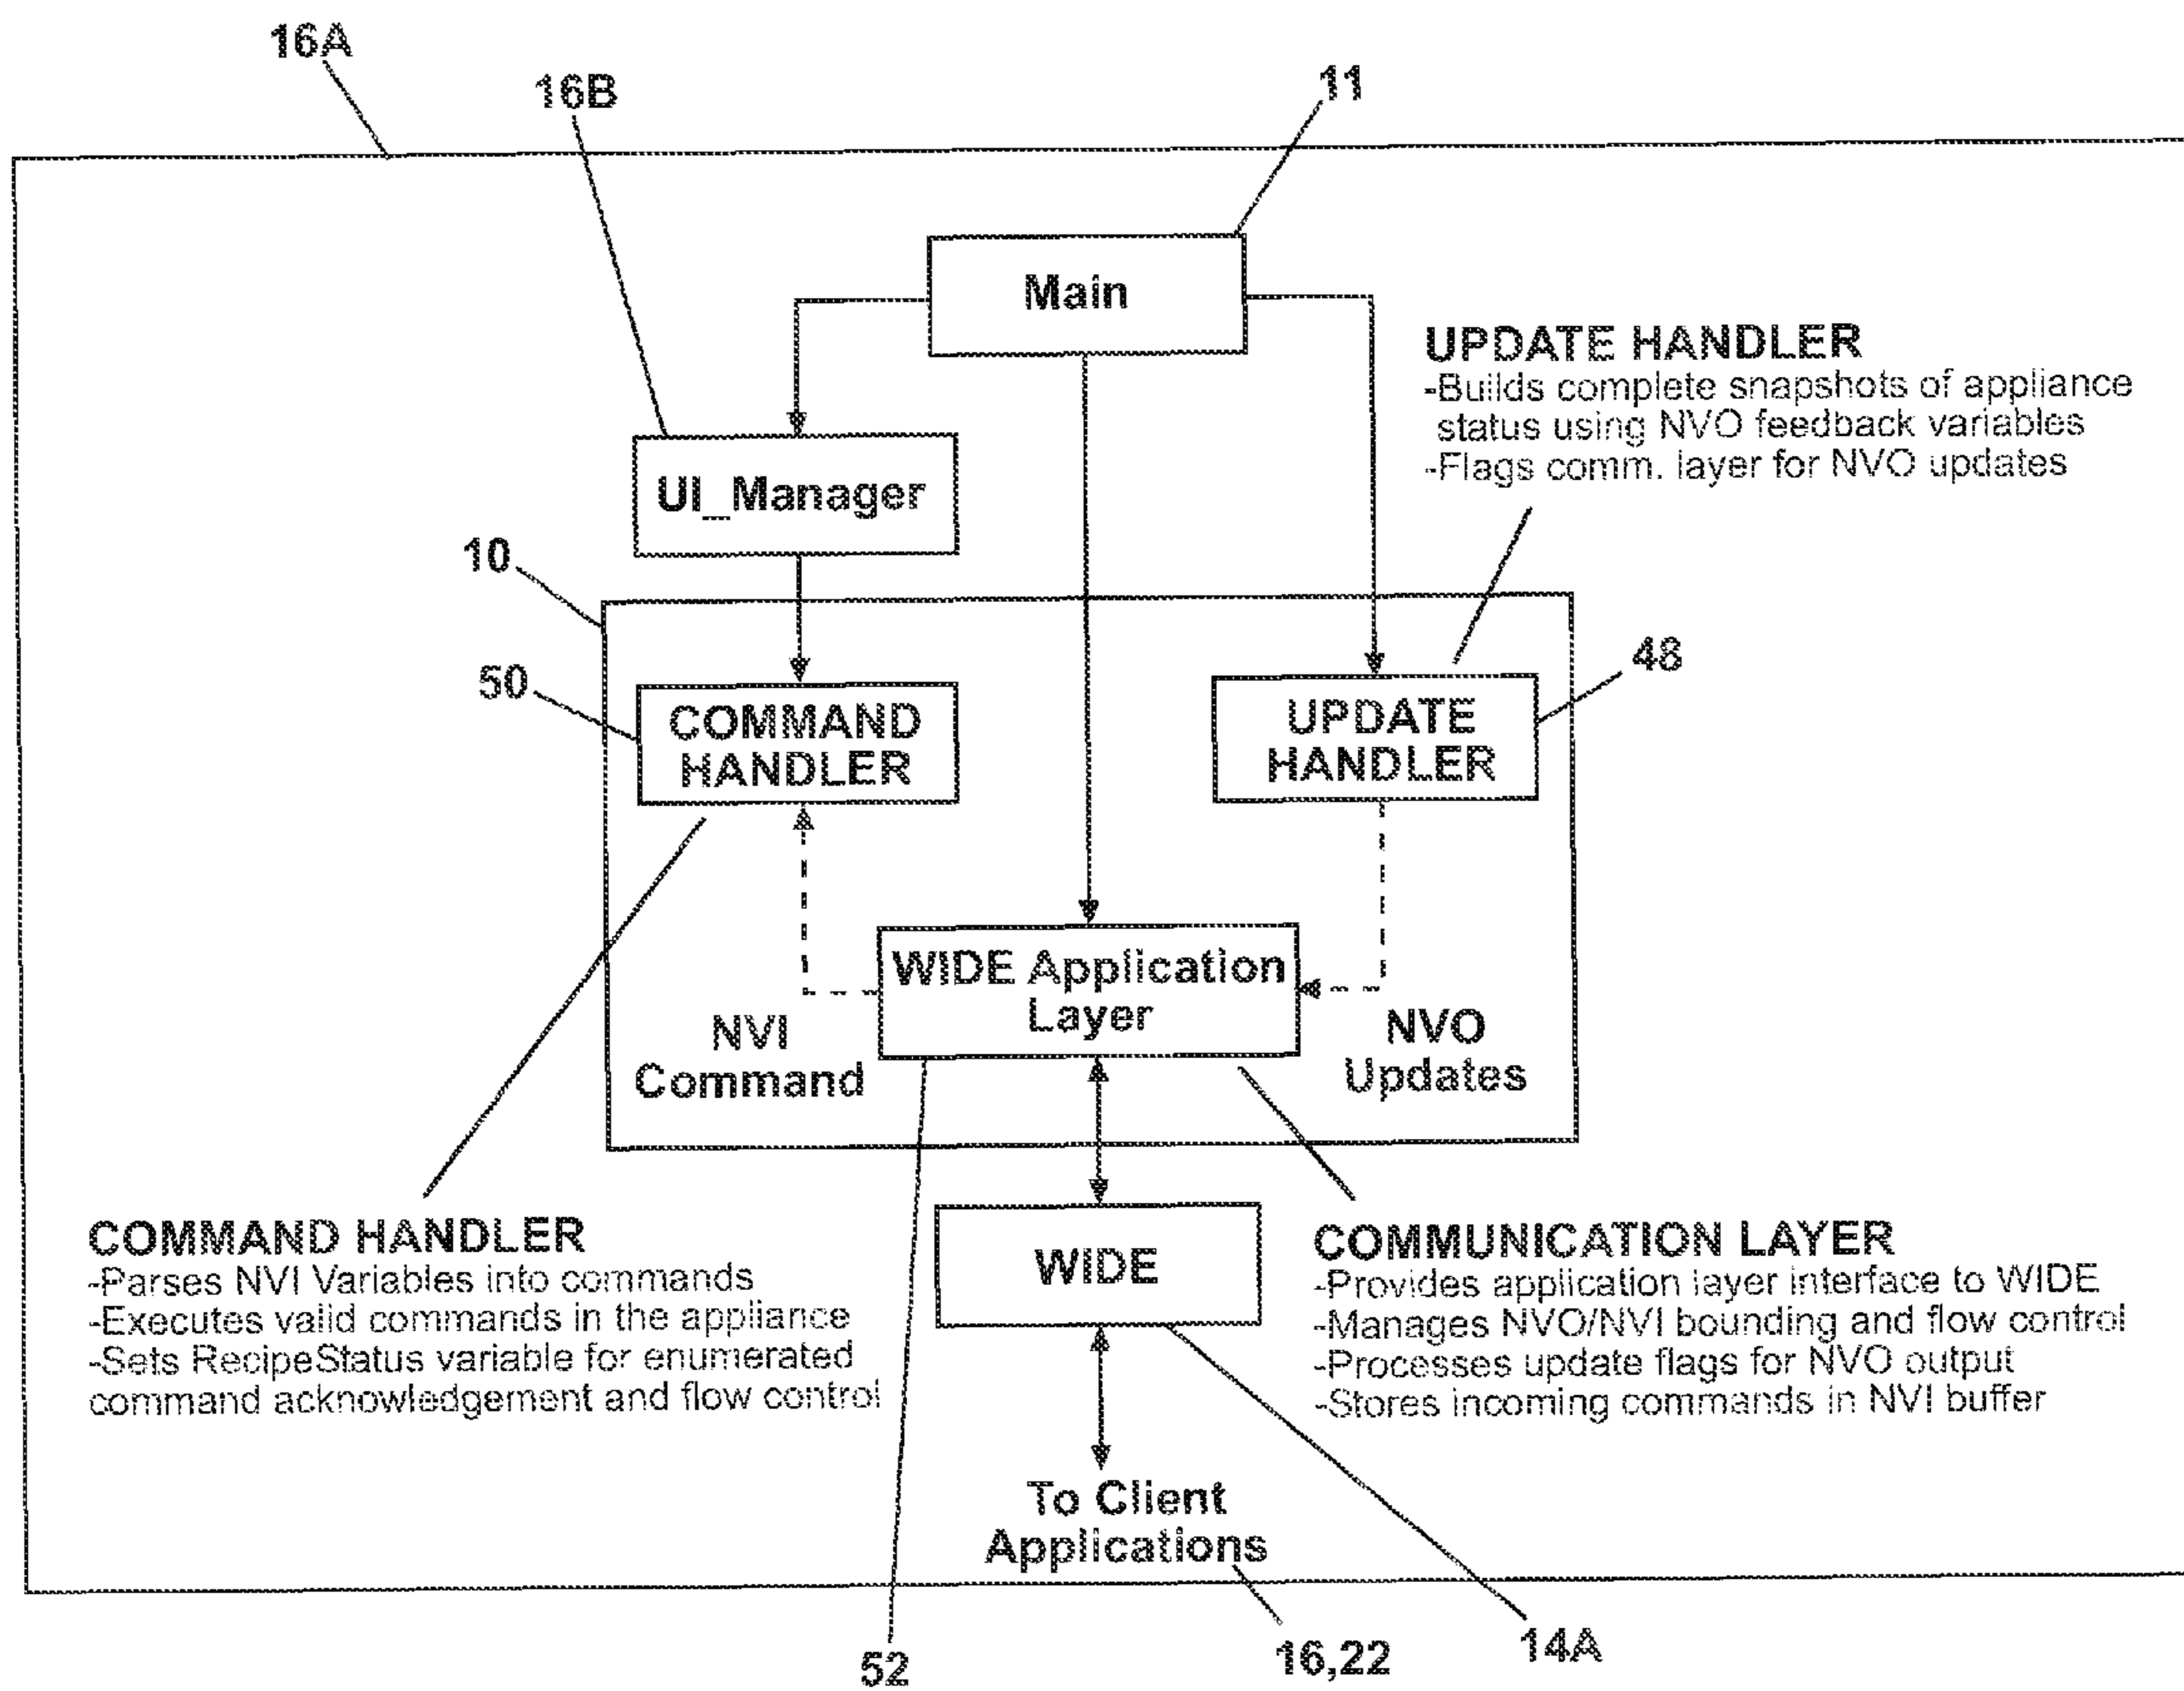 16A
16B
11
Main
UPDATE HANDLER
-Builds complete snapshots of appliance
status using NVO feedback variables
-Flags comm. layer for NVO updates
UI_Manager
10
50
COMMAND
HANDLER
UPDATE
HANDLER
48
WIDE Application
Layer
NVI
Command
NVO
Updates
COMMAND HANDLER
-Parses NVI Variables into commands
-Executes valid commands in the appliance
-Sets RecipeStatus variable for enumerated
command acknowledgement and flow control
WIDE
COMMUNICATION LAYER
-Provides application layer interface to WIDE
-Manages NVO/NVI bounding and flow control
-Processes update flags for NVO output
-Stores incoming commands in NVI buffer
To Client
Applications
52
16,22
14A